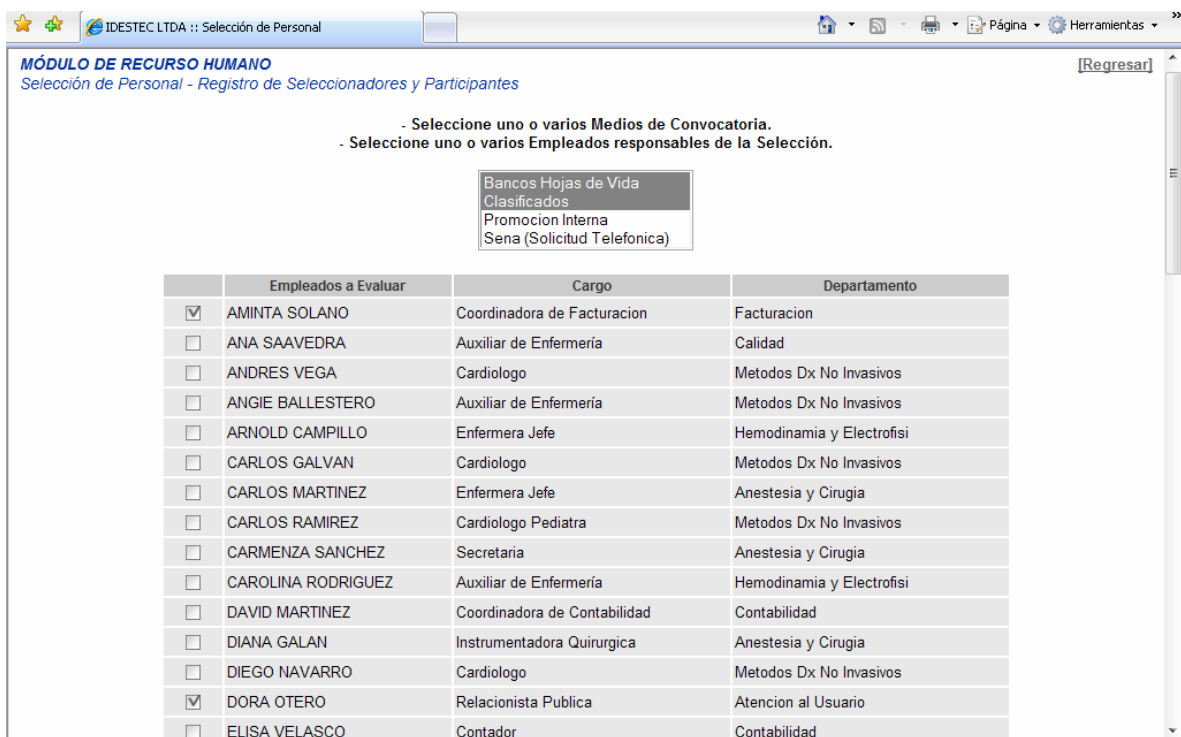 IDESTEC LTDA :: Selección de Personal
Página
Herramientas
»
MÓDULO DE RECURSO HUMANO
[Regresar]
Selección de Personal - Registro de Seleccionadores y Participantes
- Seleccione uno o varios Medios de Convocatoria.
- Seleccione uno o varios Empleados responsables de la Selección.
Bancos Hojas de Vida
Clasificados
Promocion Interna
Sena (Solicitud Telefonica)
Empleados a Evaluar Cargo Departamento
AMINTA SOLANO Coordinadora de Facturacion Facturacion
ANA SAAVEDRA Auxiliar de Enfermería Calidad
ANDRES VEGA Cardiologo Metodos Dx No Invasivos
ANGIE BALLESTERO Auxiliar de Enfermería Metodos Dx No Invasivos
ARNOLD CAMPILLO Enfermera Jefe Hemodinamia y Electrofisi
CARLOS GALVAN Cardiologo Metodos Dx No Invasivos
CARLOS MARTINEZ Enfermera Jefe Anestesia y Cirugia
CARLOS RAMIREZ Cardiologo Pediatra Metodos Dx No Invasivos
CARMENZA SANCHEZ Secretaria Anestesia y Cirugia
CAROLINA RODRIGUEZ Auxiliar de Enfermería Hemodinamia y Electrofisi
DAVID MARTINEZ Coordinadora de Contabilidad Contabilidad
DIANA GALAN Instrumentadora Quirurgica Anestesia y Cirugia
DIEGO NAVARRO Cardiologo Metodos Dx No Invasivos
DORA OTERO Relacionista Publica Atencion al Usuario
ELISA VELASCO Contador Contabilidad